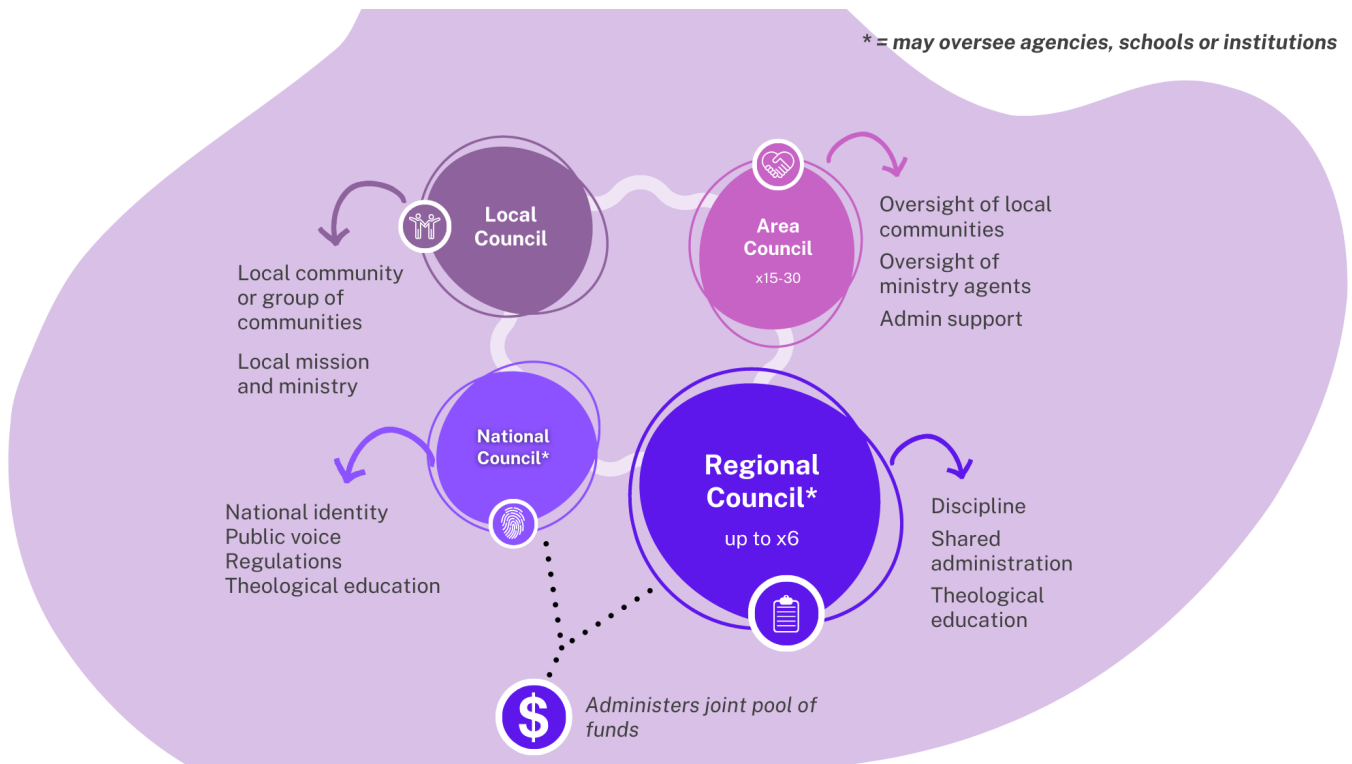 * = may oversee agencies, schools or institutions
Local
Council
Local community
or group of
communities
Local mission
and ministry
Area
Council
x15-30
Oversight of local
communities
Oversight of
ministry agents
Admin support
National
Council*
National identity
Public voice
Regulations
Theological education
Regional
Council*
up to x6
Discipline
Shared
administration
Theological
education
$
Administers joint pool of
funds